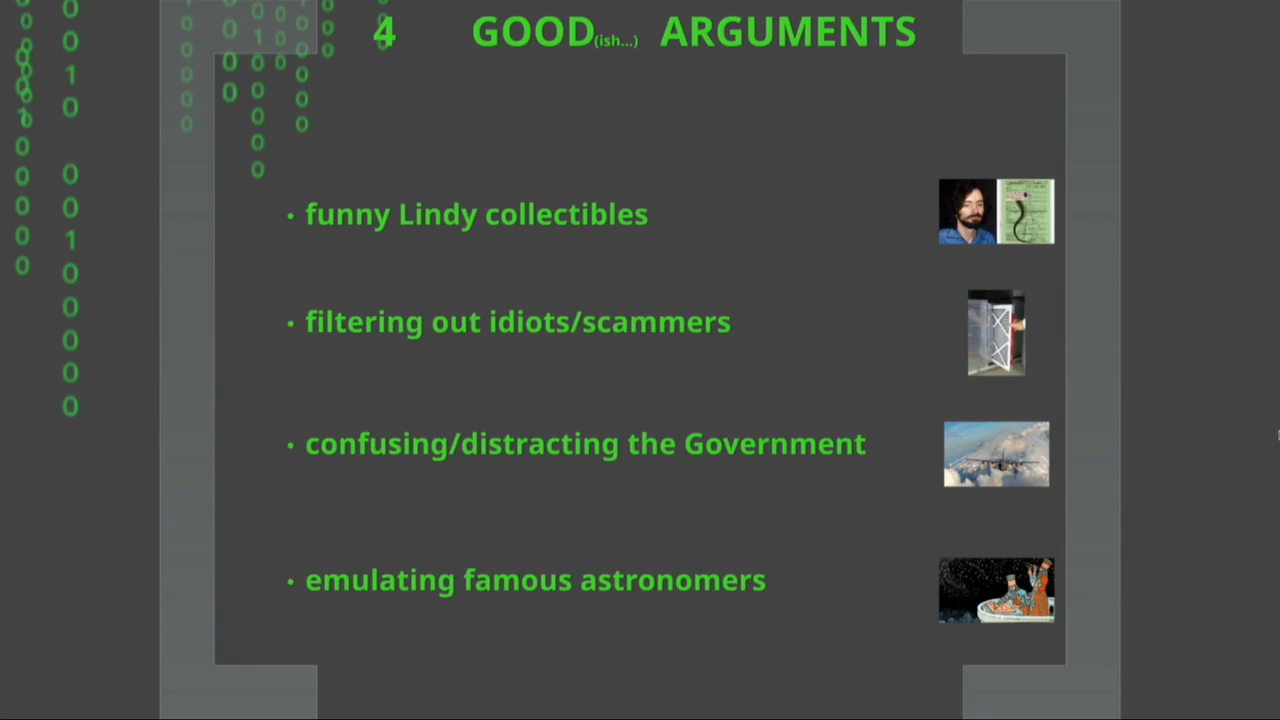 4 GOOD(ish...) ARGUMENTS
• funny Lindy collectibles
• filtering out idiots/scammers
• confusing/distracting the Government
• emulating famous astronomers